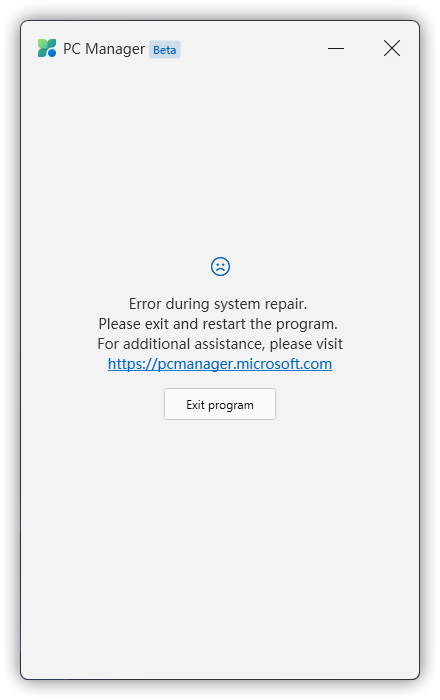 PC Manager Beta
Error during system repair.
Please exit and restart the program.
For additional assistance, please visit
https://pcmanager.microsoft.com
Exit program